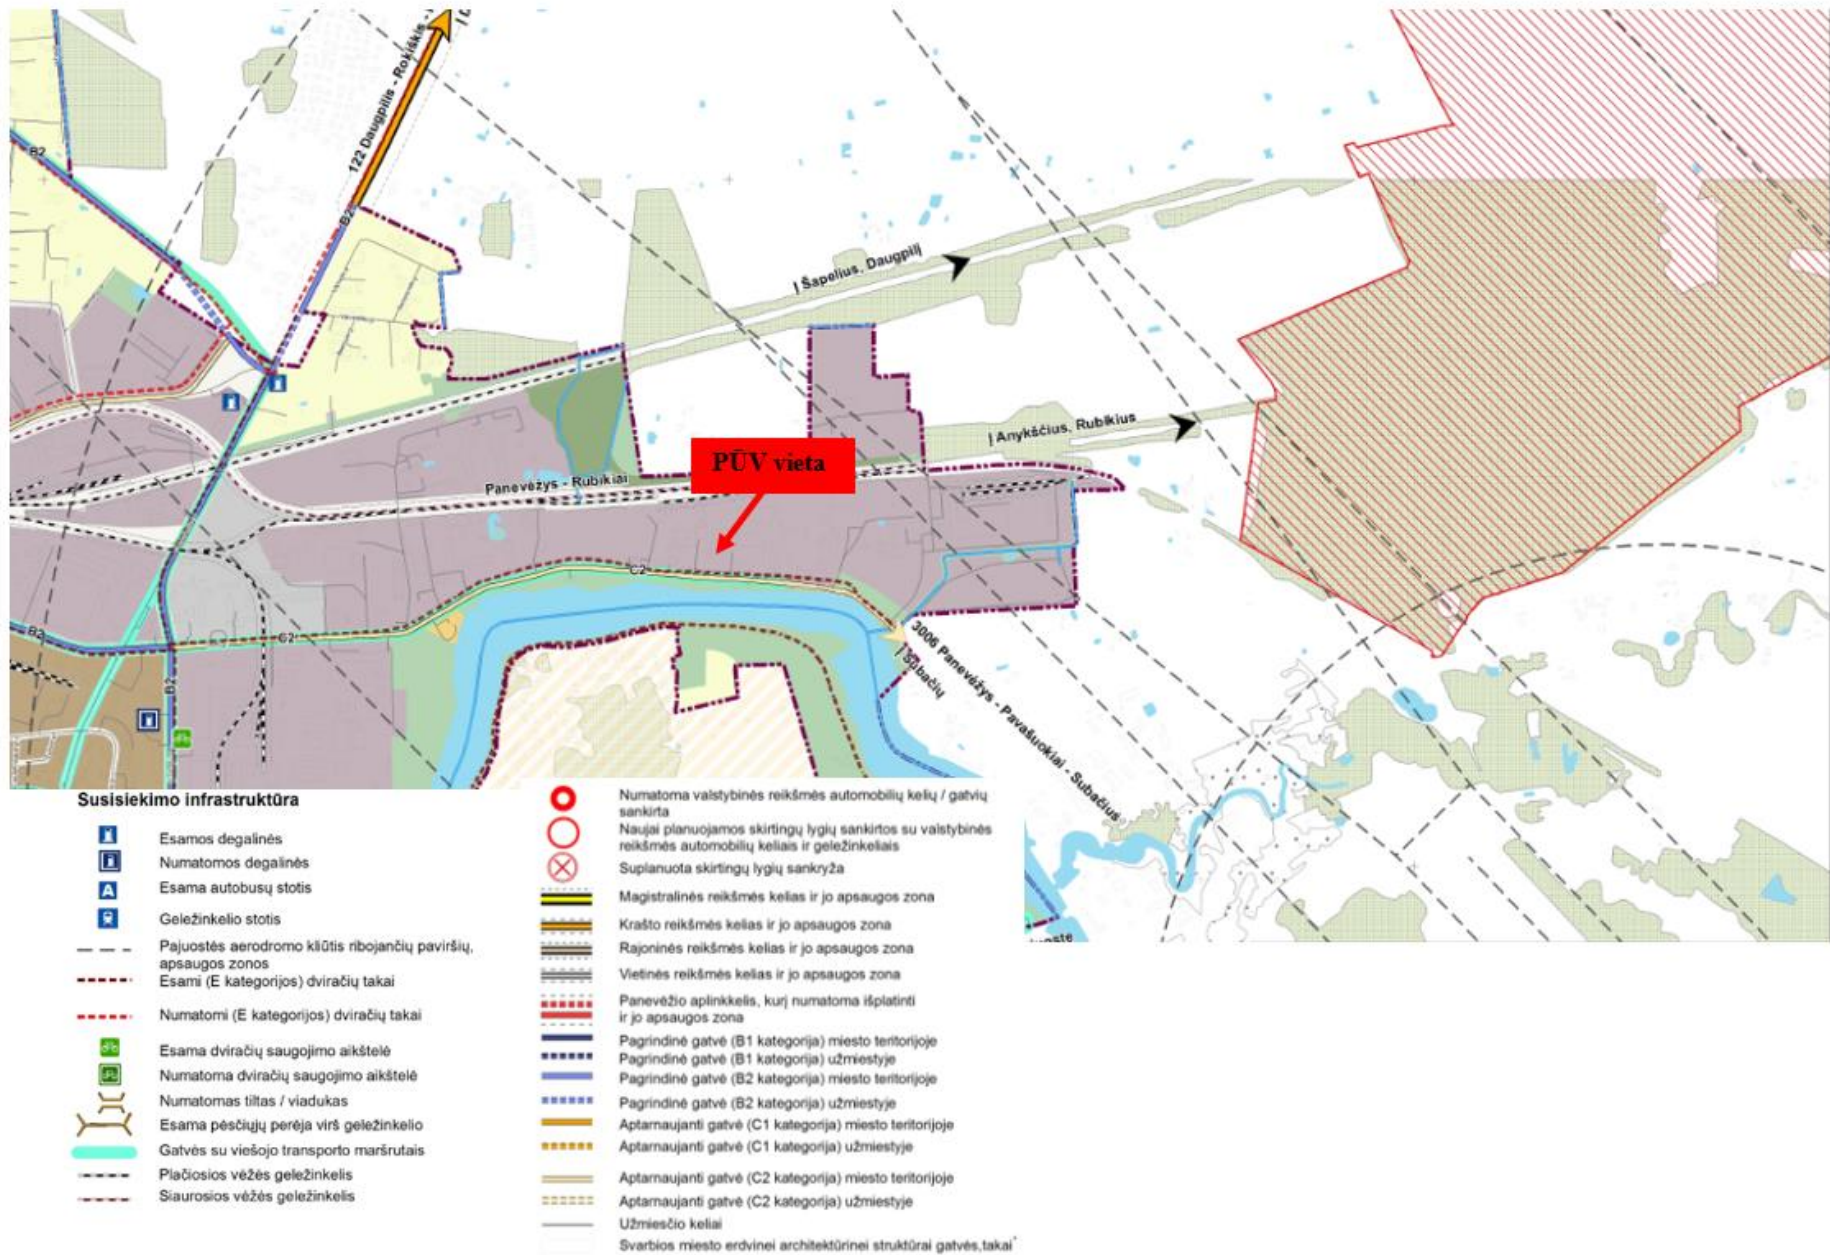 122 Daugpilis - Rokiškis -
B2
B2
Į Šapelius, Daugpilį
Į Anykščius, Rubikius
PŪV vieta
Panevėžys - Rubikiai
C2
C2
B2
B2
3006 Panevėžys - Pavašuokiai - Subačius
Į Subačių
Susisiekimo infrastruktūra
Esamos degalinės
Numatomos degalinės
A
Esama autobusų stotis
Geležinkelio stotis
Pajuostės aerodromo kliūtis ribojančių paviršių,
apsaugos zonos
Esami (E kategorijos) dviračių takai
Numatomi (E kategorijos) dviračių takai
Esama dviračių saugojimo aikštelė
Numatoma dviračių saugojimo aikštelė
Numatomas tiltas / viadukas
Esama pėsčiųjų perėja virš geležinkelio
Gatvės su viešojo transporto maršrutais
Plačiosios vėžės geležinkelis
Siaurosios vėžės geležinkelis
Numatoma valstybinės reikšmės automobilių kelių / gatvių
sankirta
Naujai planuojamos skirtingų lygių sankirtos su valstybinės
reikšmės automobilių keliais ir geležinkeliais
Suplanuota skirtingų lygių sankryža
Magistralinės reikšmės kelias ir jo apsaugos zona
Krašto reikšmės kelias ir jo apsaugos zona
Rajoninės reikšmės kelias ir jo apsaugos zona
Vietinės reikšmės kelias ir jo apsaugos zona
Panevėžio aplinkkelis, kurį numatoma išplatinti
ir jo apsaugos zona
Pagrindinė gatvė (B1 kategorija) miesto teritorijoje
Pagrindinė gatvė (B1 kategorija) užmiestyje
Pagrindinė gatvė (B2 kategorija) miesto teritorijoje
Pagrindinė gatvė (B2 kategorija) užmiestyje
Aptarnaujanti gatvė (C1 kategorija) miesto teritorijoje
Aptarnaujanti gatvė (C1 kategorija) užmiestyje
Aptarnaujanti gatvė (C2 kategorija) miesto teritorijoje
Aptarnaujanti gatvė (C2 kategorija) užmiestyje
Užmiesčio keliai
Svarbios miesto erdvinei architektūrinei struktūrai gatvės,takai*